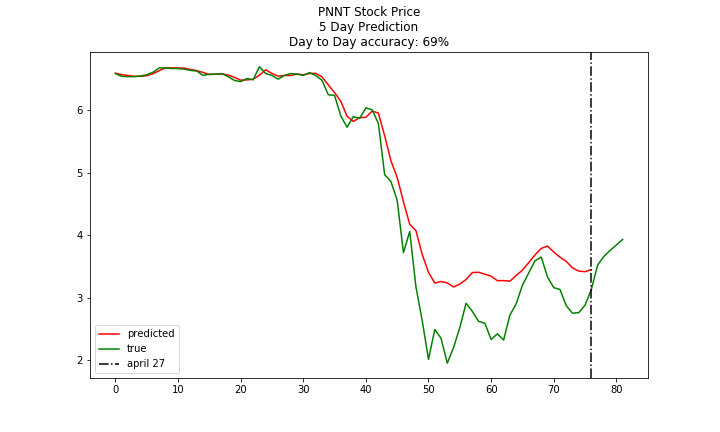 PNNT Stock Price
5 Day Prediction
Day to Day accuracy: 69%
6
5
4
3
2
predicted
true
april 27
0 10 20 30 40 50 60 70 80